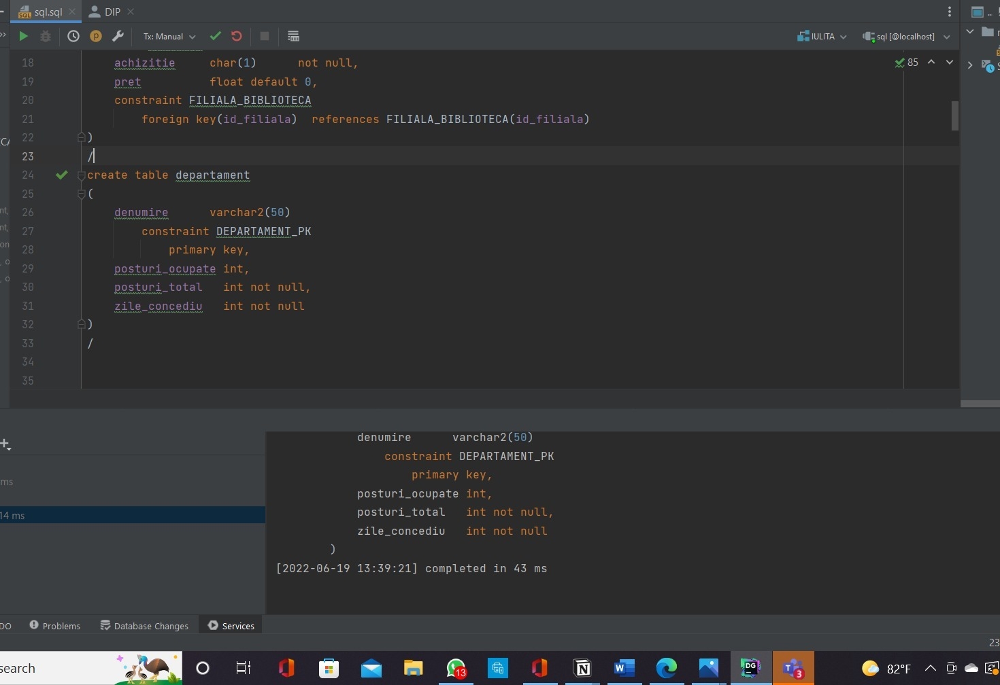 sql.sql
DIP
Tx: Manual
IULITA
sql [@localhost]
18 achizitie char(1) not null,
85
19 pret float default 0,
20 constraint FILIALA_BIBLIOTECA
21 foreign key(id_filiala) references FILIALA_BIBLIOTECA(id_filiala)
22 )
23 /
24 create table departament
25 (
26 denumire varchar2(50)
27 constraint DEPARTAMENT_PK
28 primary key,
29 posturi_ocupate int,
30 posturi_total int not null,
31 zile_concediu int not null
32 )
33 /
34
35
denumire varchar2(50)
constraint DEPARTAMENT_PK
primary key,
posturi_ocupate int,
posturi_total int not null,
zile_concediu int not null
)
[2022-06-19 13:39:21] completed in 43 ms
ms
14 ms
DO
Problems
Database Changes
Services
23
search
13
W
DG
T
3
82°F